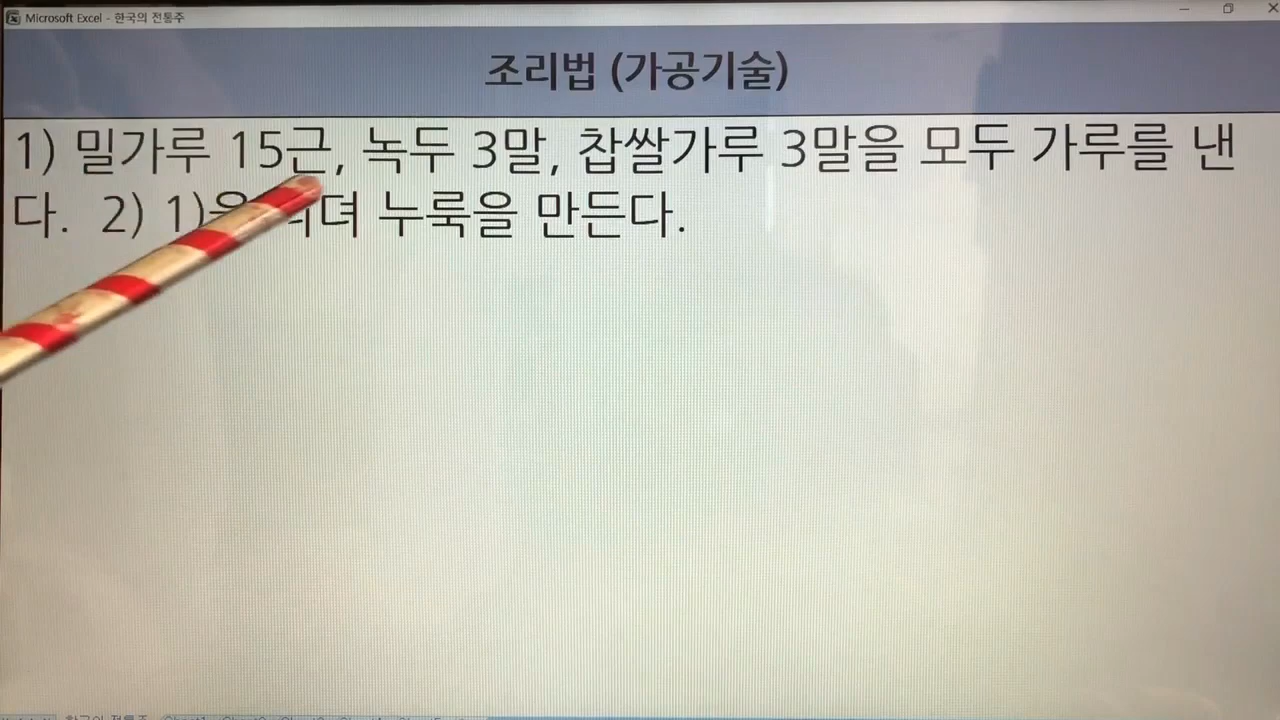 Microsoft Excel - 한국의 전통주
조리법 (가공기술)
1) 밀가루 15근, 녹두 3말, 찹쌀가루 3말을 모두 가루를 낸
다. 2) 누룩을 만든다.